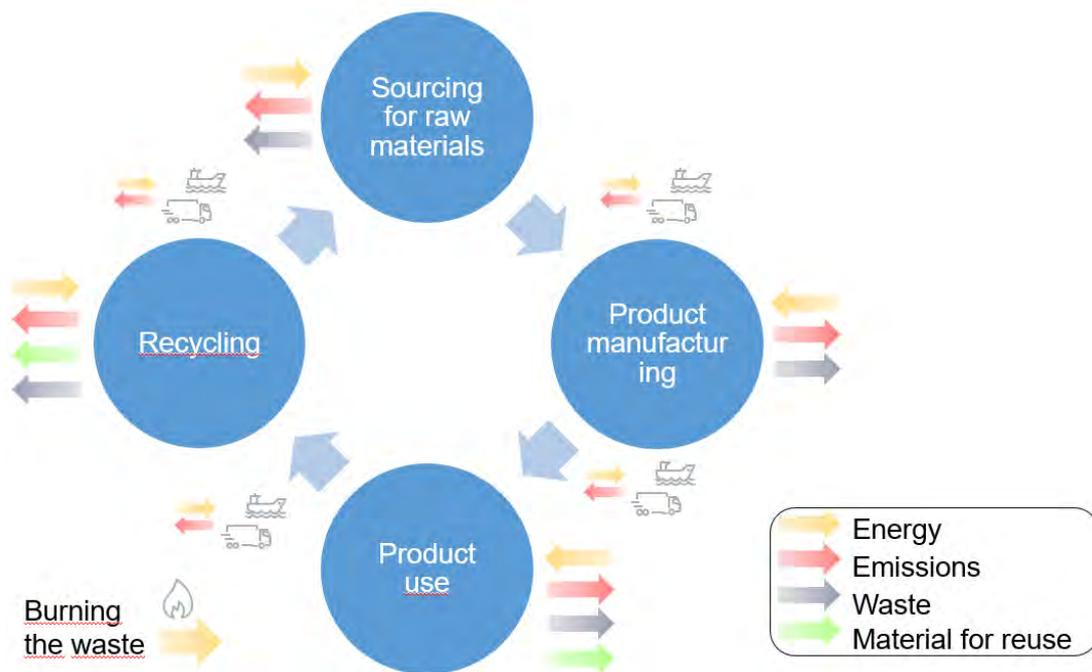 Sourcing
for raw
materials
Product
manufactur
ing
Recycling
Product
use
Burning
the waste
Energy
Emissions
Waste
Material for reuse